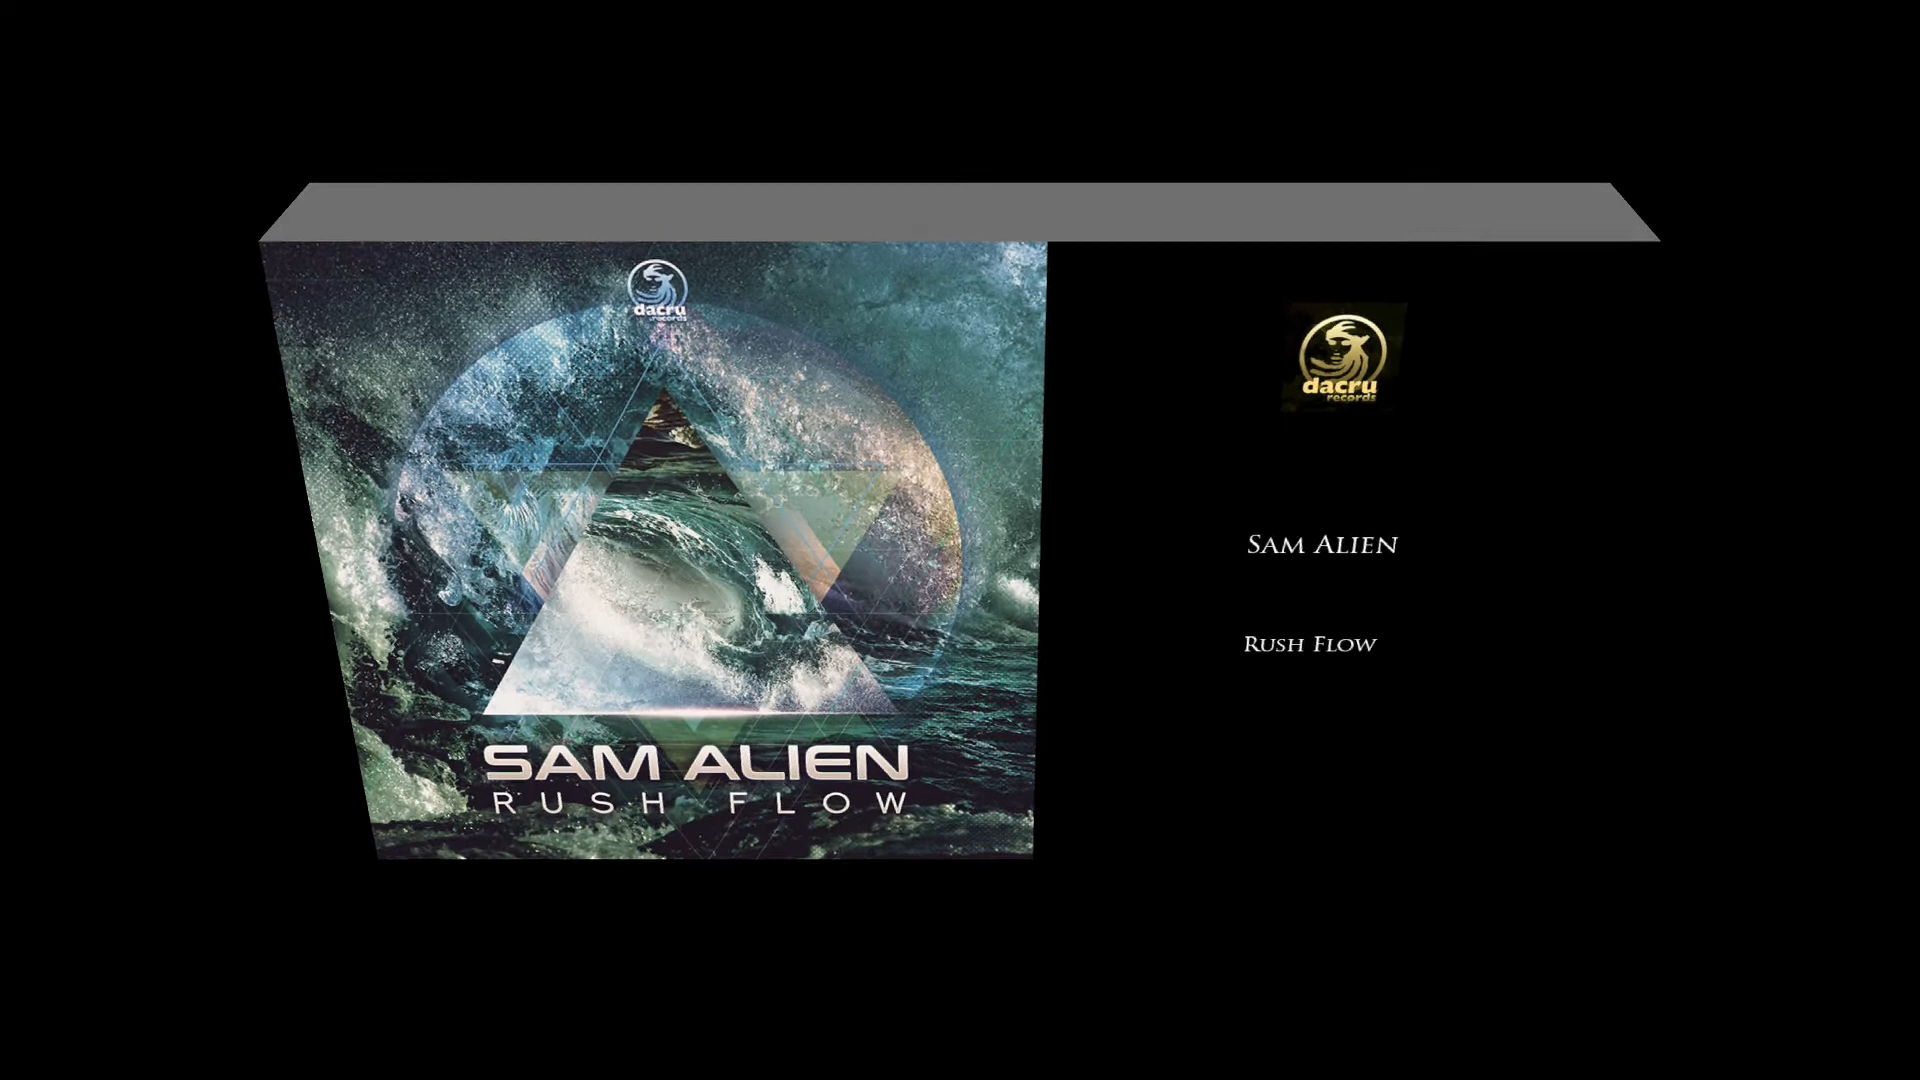 dacru
records
SAM ALIEN
RUSH FLOW
dacru
records
SAM ALIEN
RUSH FLOW